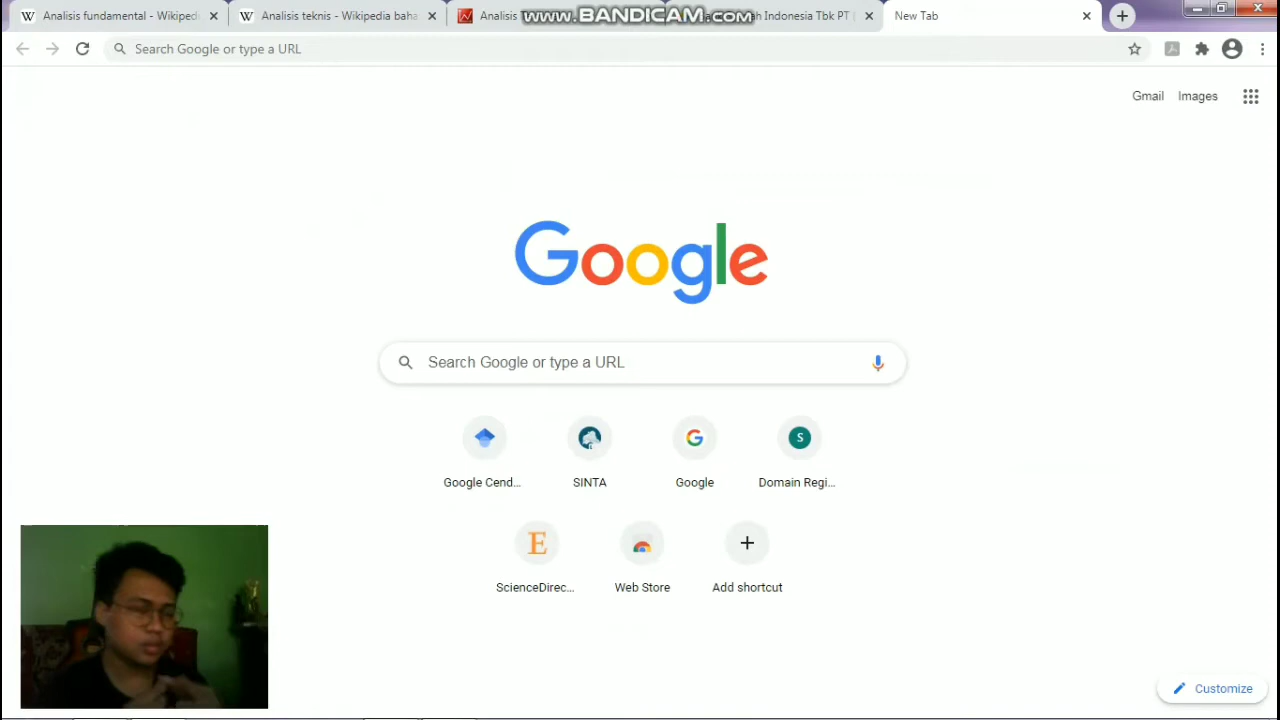 Analisis fundamental - Wikipedi
Analisis teknis - Wikipedia baha
Analisis
www.BANDICAM.com
ah Indonesia Tbk PT |
New Tab
Search Google or type a URL
Gmail
Images
Google
Search Google or type a URL
Google Cend...
SINTA
Google
S
Domain Regi...
E
ScienceDirec...
Web Store
Add shortcut
Customize